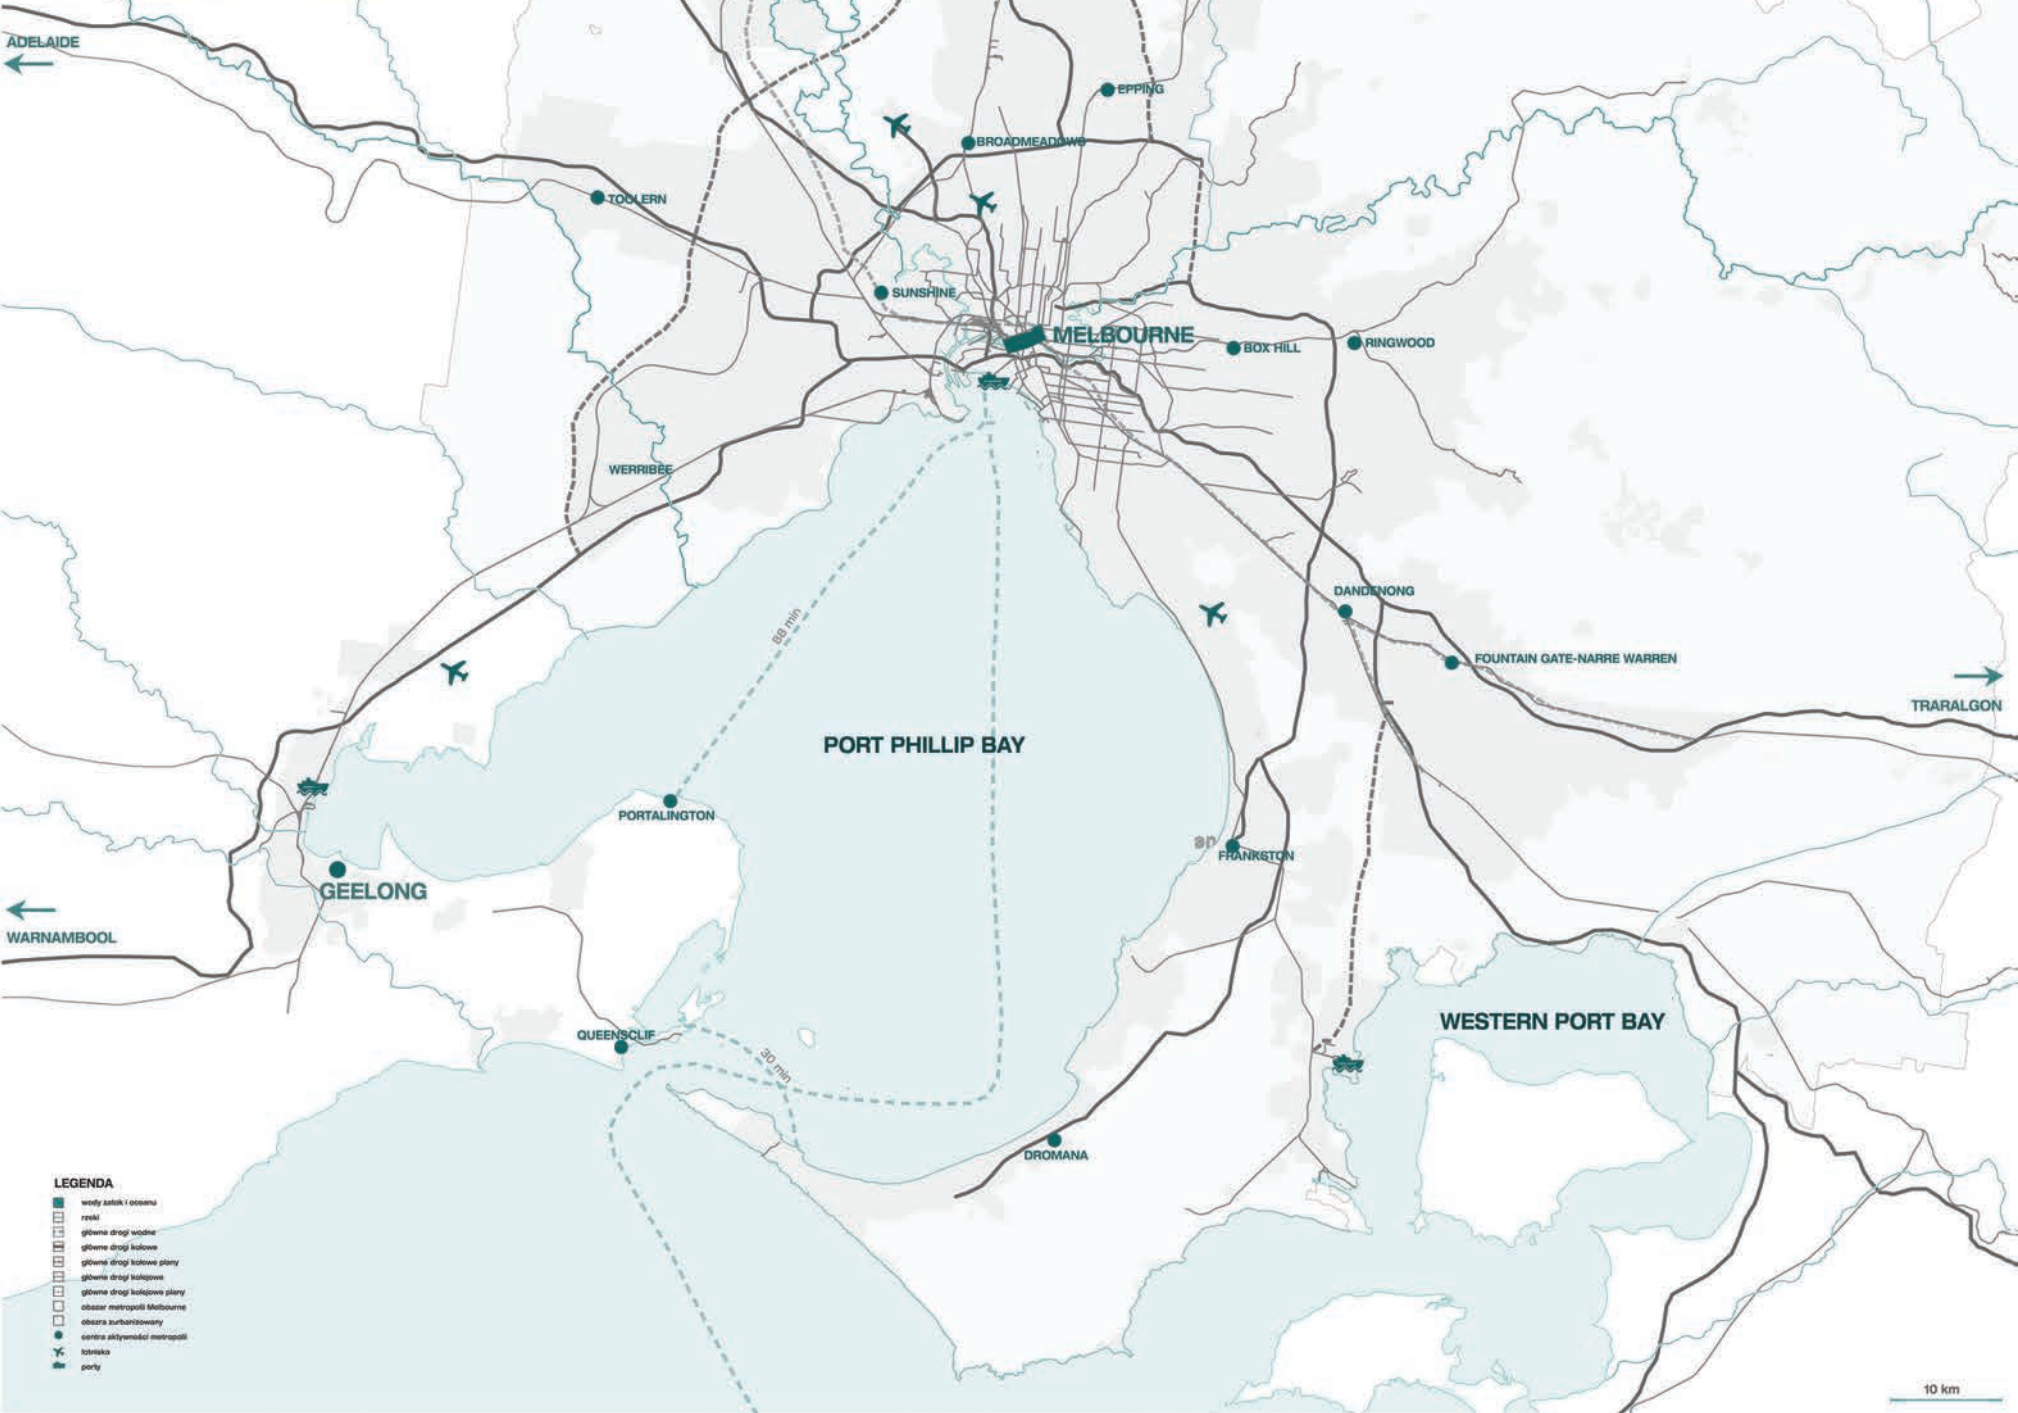 ADELAIDE
EPPING
BROADMEADOWS
TOOLERN
SUNSHINE
MELBOURNE
BOX HILL
RINGWOOD
WERRIBEE
DANDENONG
88 min
FOUNTAIN GATE-NARRE WARREN
TRARALGON
PORT PHILLIP BAY
PORTALINGTON
an
FRANKSTON
GEELONG
WARNAMBOOL
WESTERN PORT BAY
QUEENSCLIF
30 min
DROMANA
LEGENDA
wody zatok i oceanu
rzeki
główne drogi wodne
główne drogi kołowe
główne drogi kołowe plany
główne drogi kolejowe
główne drogi kolejowe plany
obszar metropolii Melbourne
obszra zurbanizowany
centra aktywności metropolii
lotniska
porty
10 km